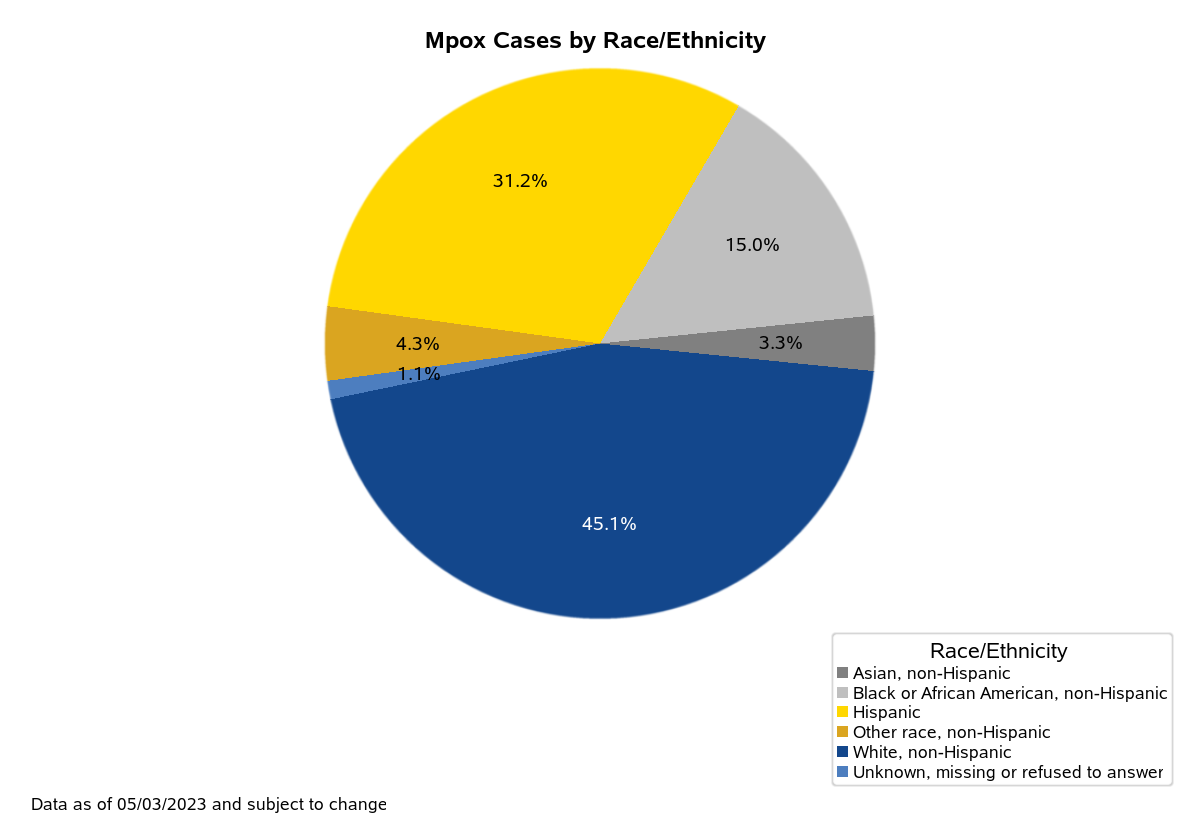 Mpox Cases by Race/Ethnicity
31.2%
15.0%
4.3%
3.3%
1.1%
45.1%
Race/Ethnicity
Asian, non-Hispanic
Black or African American, non-Hispanic
Hispanic
Other race, non-Hispanic
White, non-Hispanic
Unknown, missing or refused to answer
Data as of 05/03/2023 and subject to change